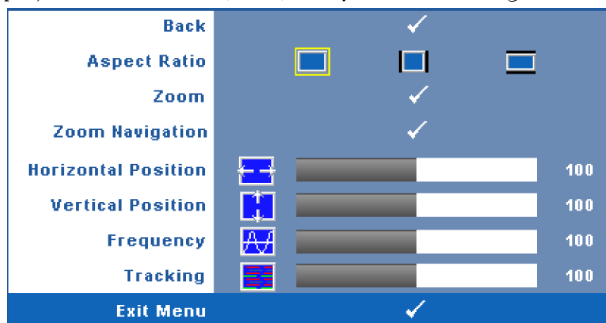 Back
Aspect Ratio
Zoom
Zoom Navigation
Horizontal Position 100
Vertical Position 100
Frequency 100
Tracking 100
Exit Menu